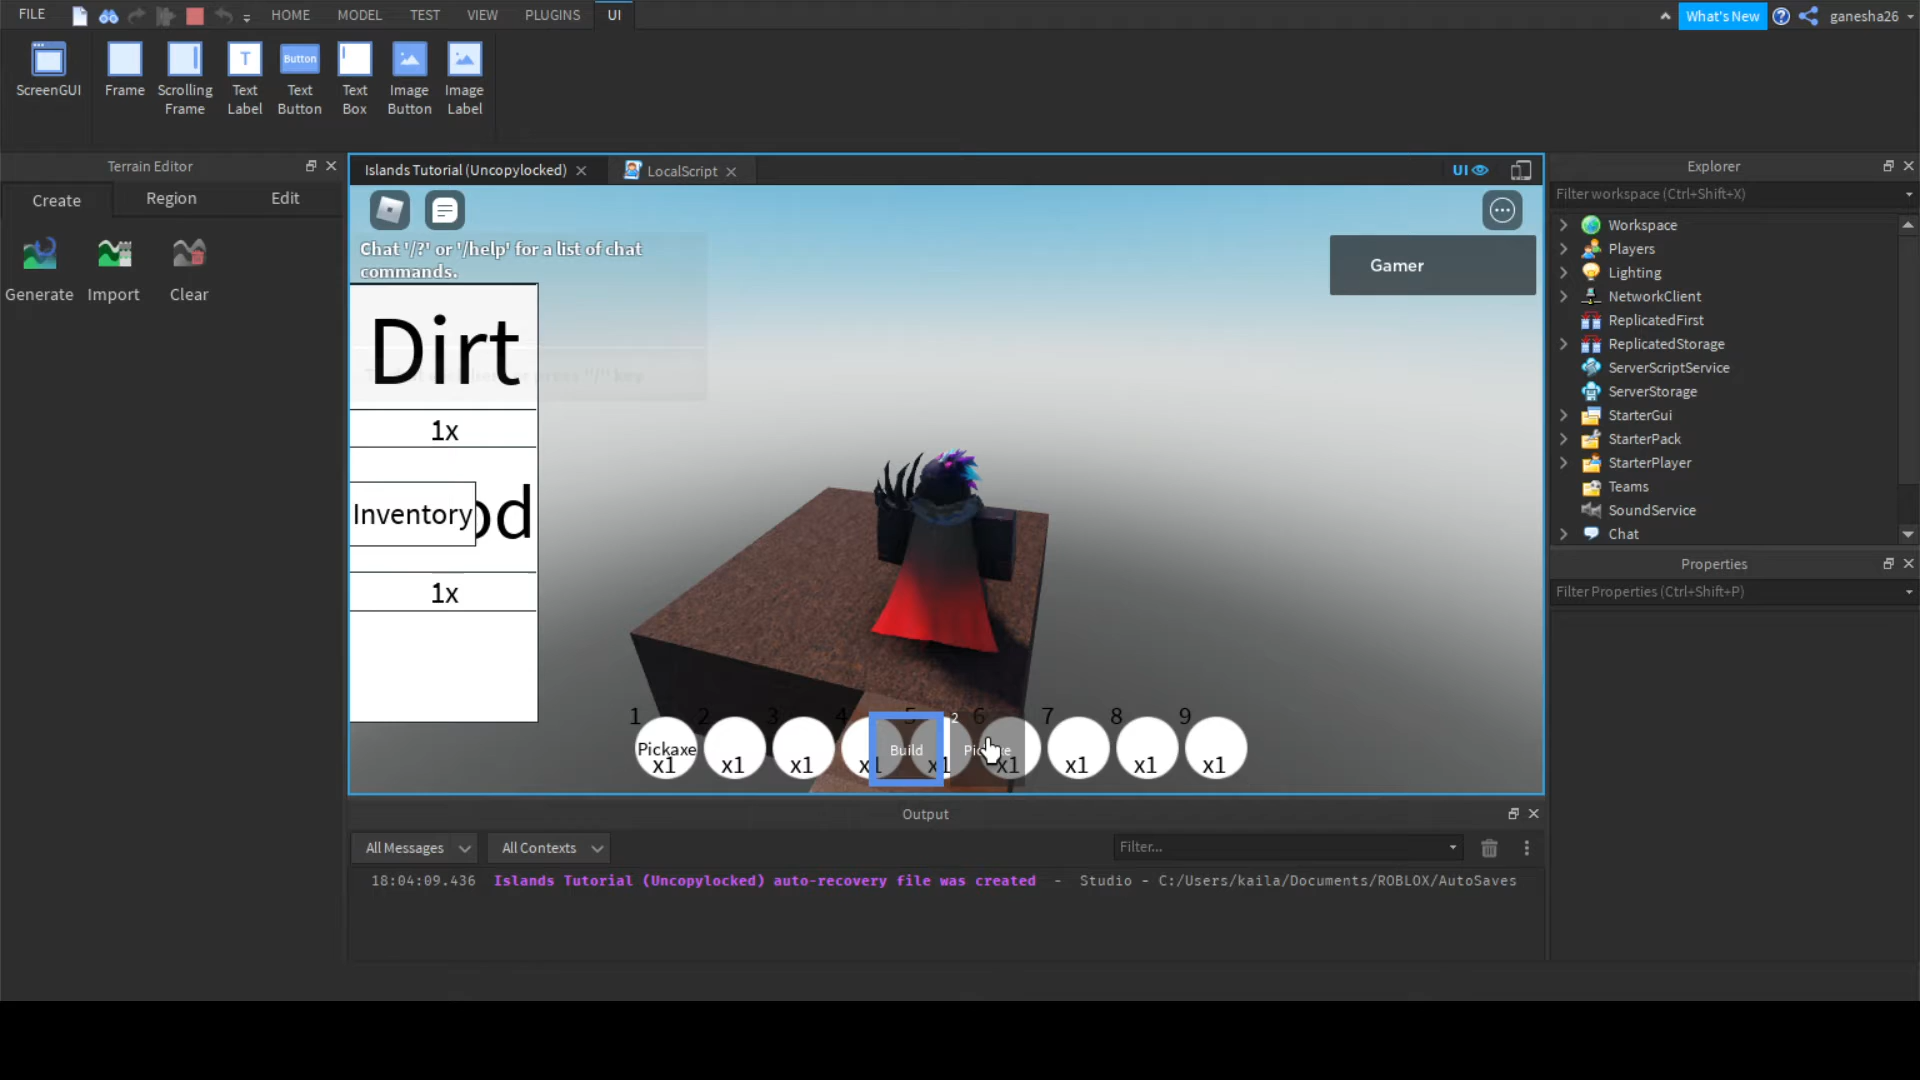 FILE HOME MODEL TEST VIEW PLUGINS UI What's New ganesha26
ScreenGUI Frame Scrolling Frame Text Label Button Text Button Text Box Image Button Image Label
Terrain Editor
Create Region Edit
Generate Import Clear
Islands Tutorial (Uncopylocked) LocalScript UI
Chat '/?' or '/help' for a list of chat
commands.
Gamer
Dirt
1x
Inventory od
1x
1 2 3 4 5 2 6 7 8 9
Pickaxe Build
x1 x1 x1 x1 x1 x1 x1 x1 x1
Output
All Messages All Contexts Filter...
18:04:09.436 Islands Tutorial (Uncopylocked) auto-recovery file was created - Studio - C:/Users/kaila/Documents/ROBLOX/AutoSaves
Explorer
Filter workspace (Ctrl+Shift+X)
Workspace
Players
Lighting
NetworkClient
ReplicatedFirst
ReplicatedStorage
ServerScriptService
ServerStorage
StarterGui
StarterPack
StarterPlayer
Teams
SoundService
Chat
Properties
Filter Properties (Ctrl+Shift+P)